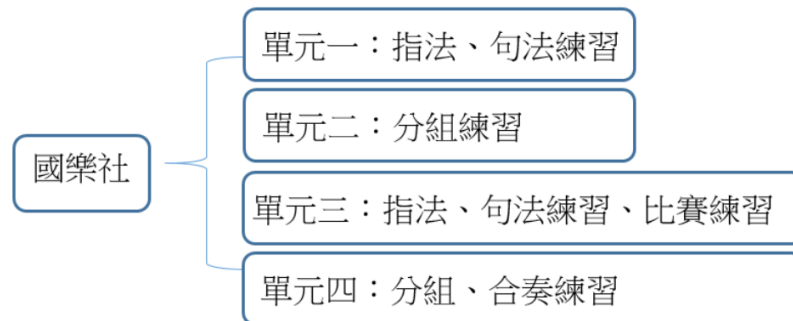 國樂社
單元一：指法、句法練習
單元二：分組練習
單元三：指法、句法練習、比賽練習
單元四：分組、合奏練習